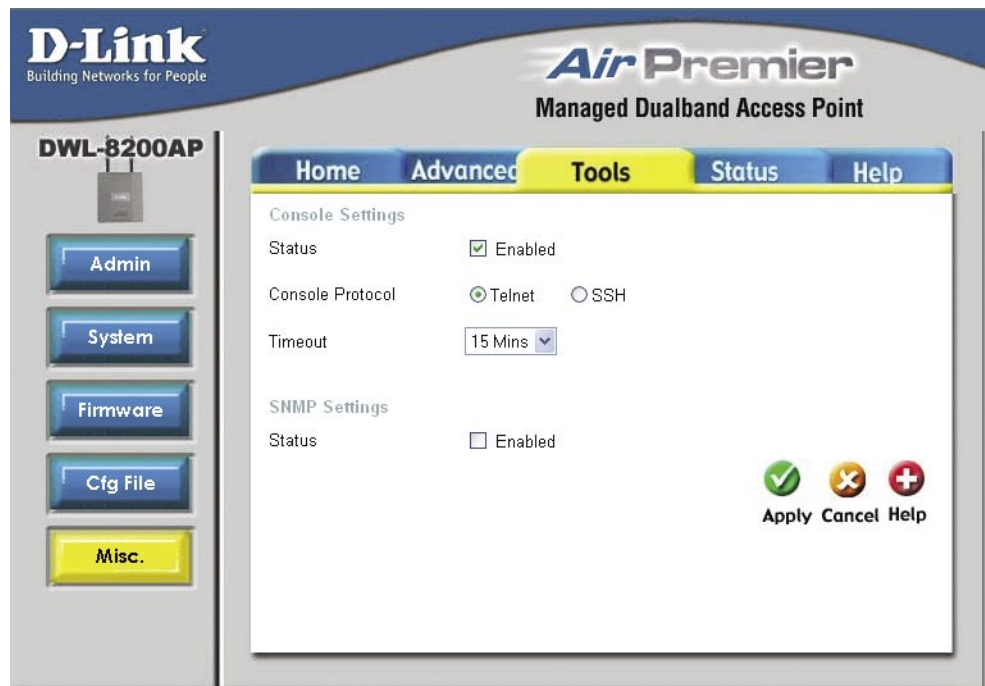 D-Link
Building Networks for People
Air Premier
Managed Dualband Access Point
DWL-8200AP
Home Advanced Tools Status Help
Admin
System
Firmware
Cfg File
Misc.
Console Settings
Status Enabled
Console Protocol Telnet SSH
Timeout 15 Mins
SNMP Settings
Status Enabled
Apply Cancel Help